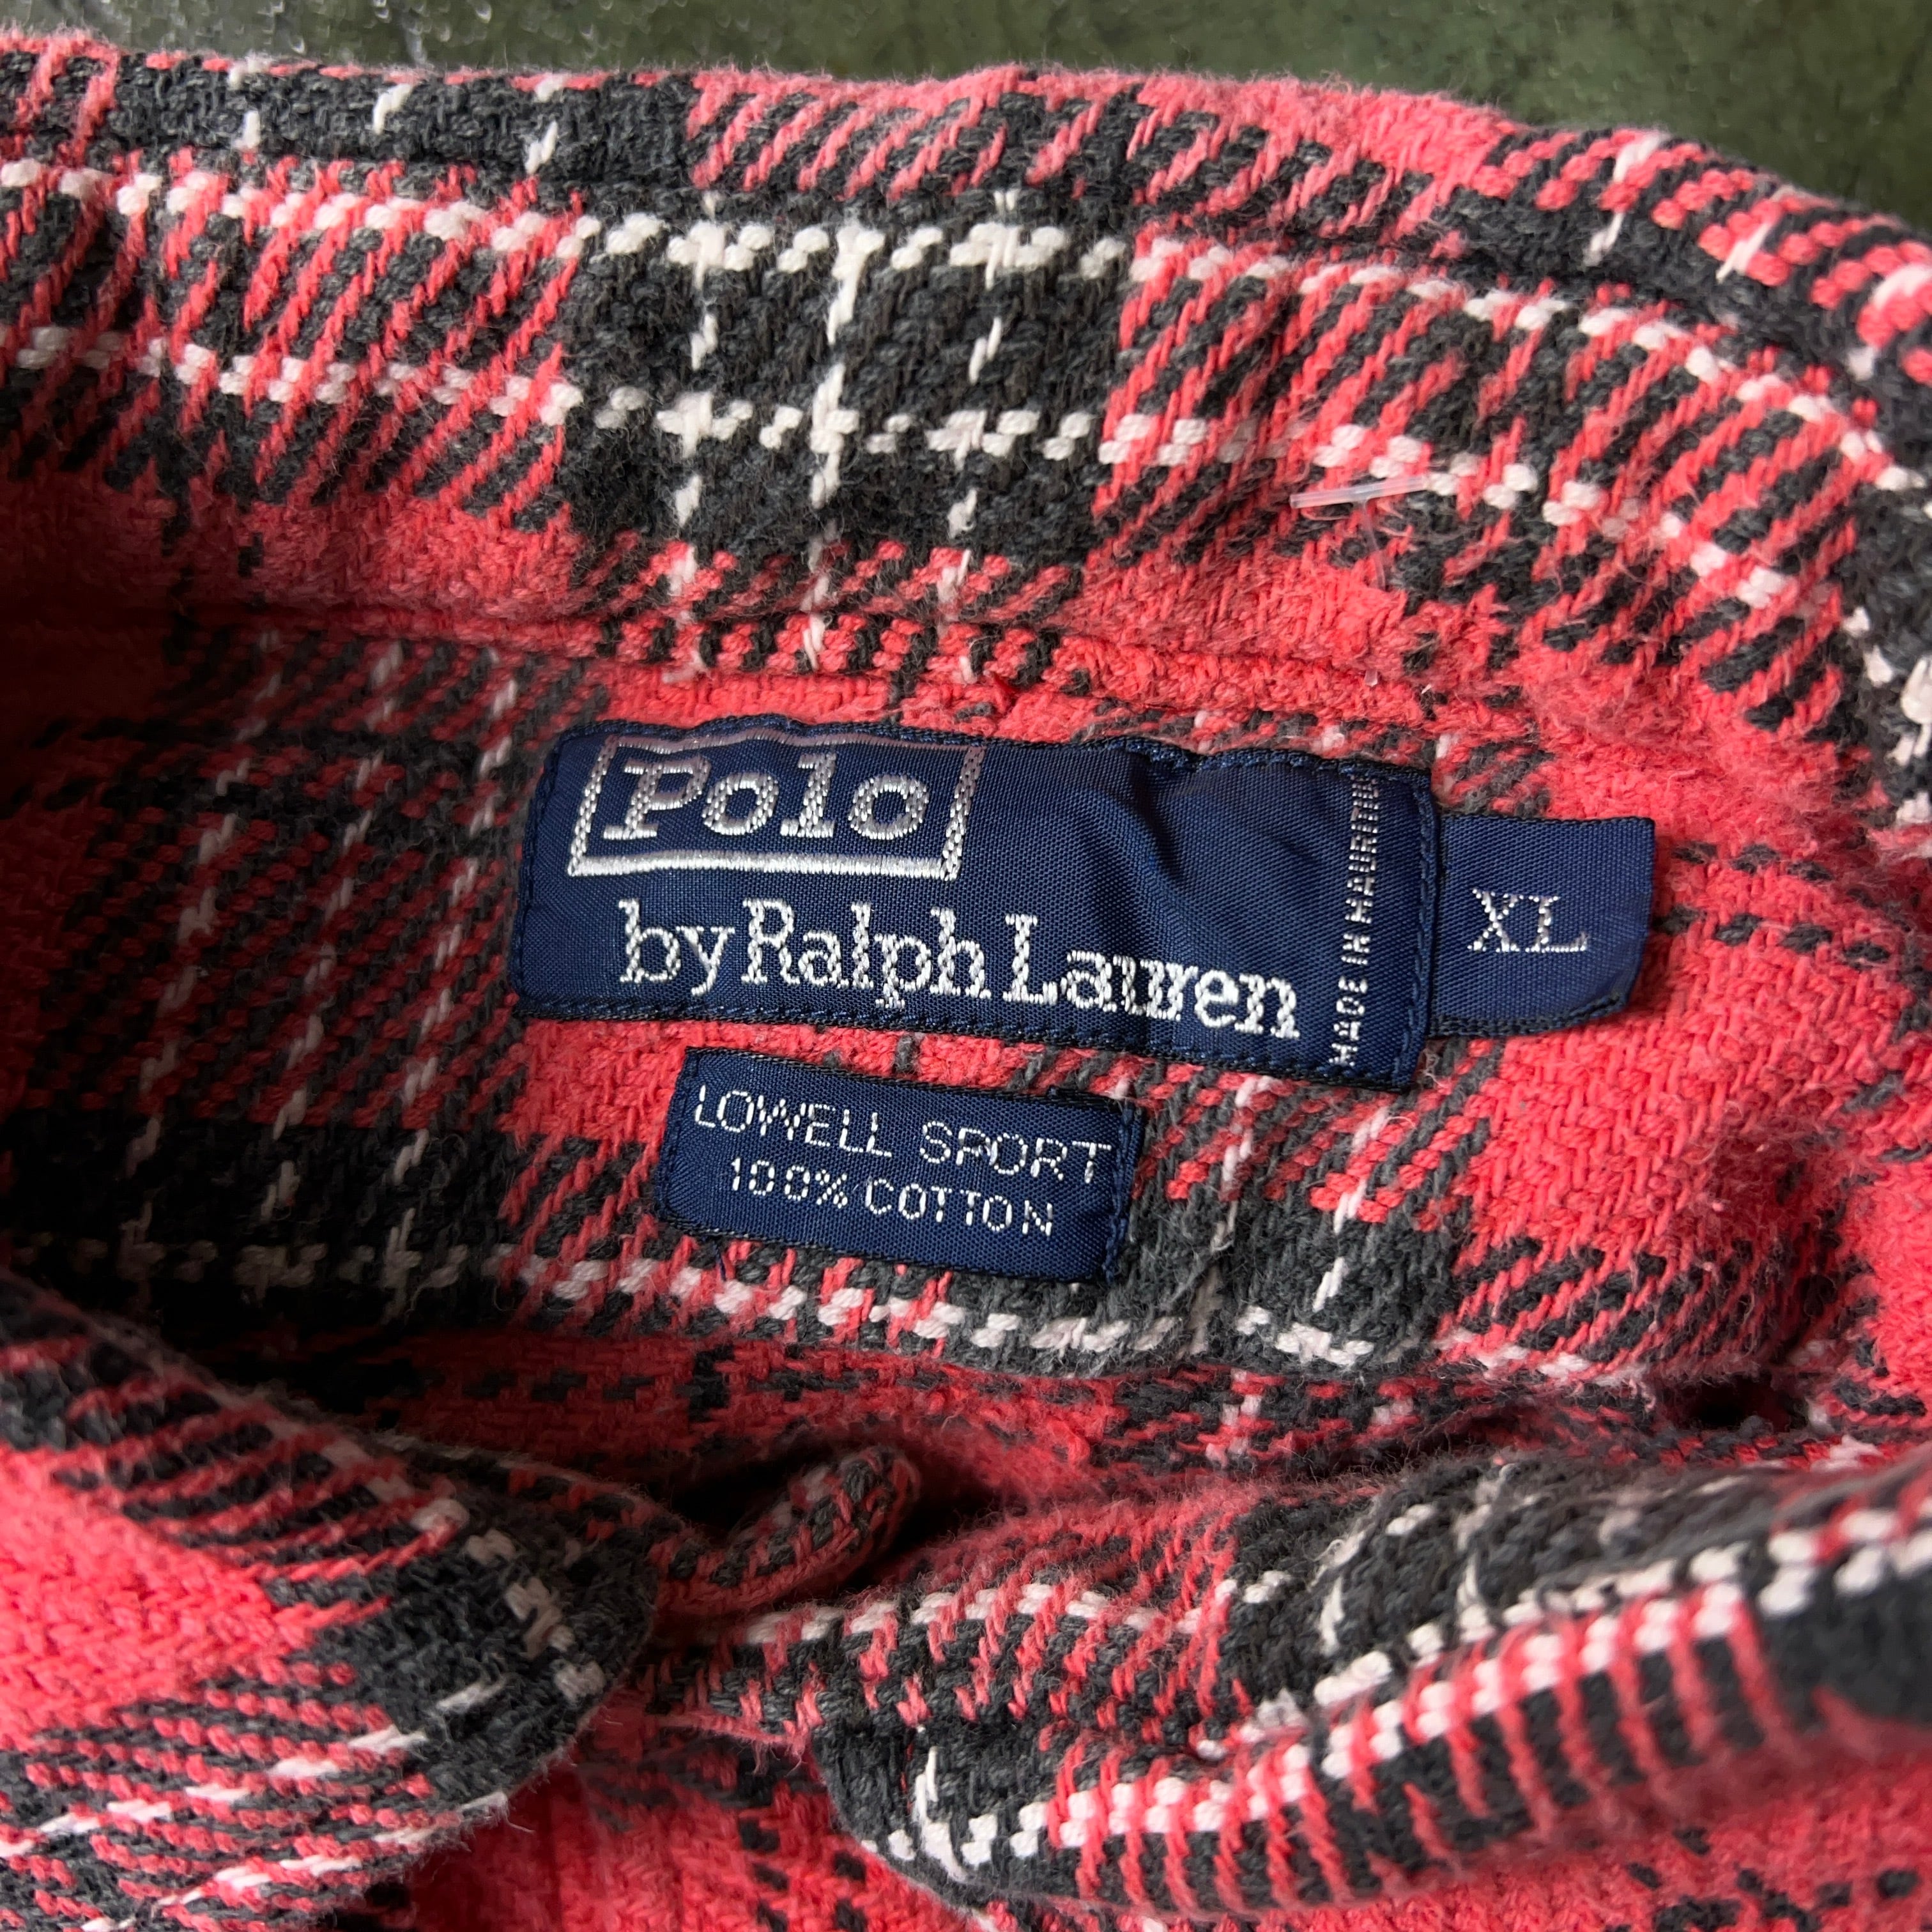 Polo
by Ralph Lauren
MADE IN MAURITIUS
XL
LOWELL SPORT
100% COTTON